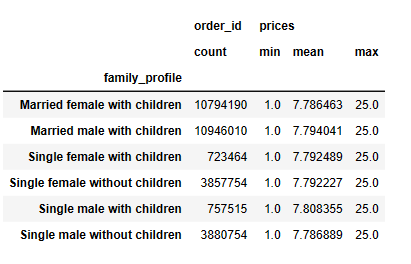 order_id prices
count min mean max
family_profile
Married female with children 10794190 1.0 7.786463 25.0
Married male with children 10946010 1.0 7.794041 25.0
Single female with children 723464 1.0 7.792489 25.0
Single female without children 3857754 1.0 7.792227 25.0
Single male with children 757515 1.0 7.808355 25.0
Single male without children 3880754 1.0 7.786889 25.0